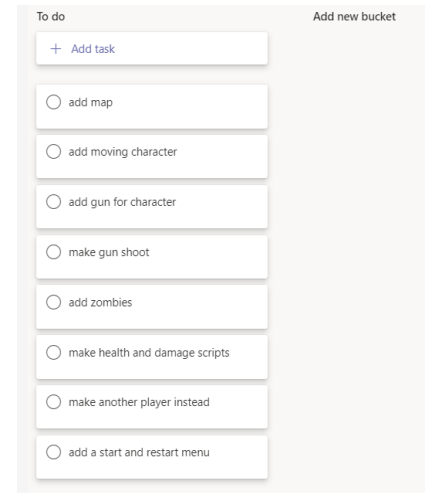 To do
Add new bucket
+ Add task
add map
add moving character
add gun for character
make gun shoot
add zombies
make health and damage scripts
make another player instead
add a start and restart menu